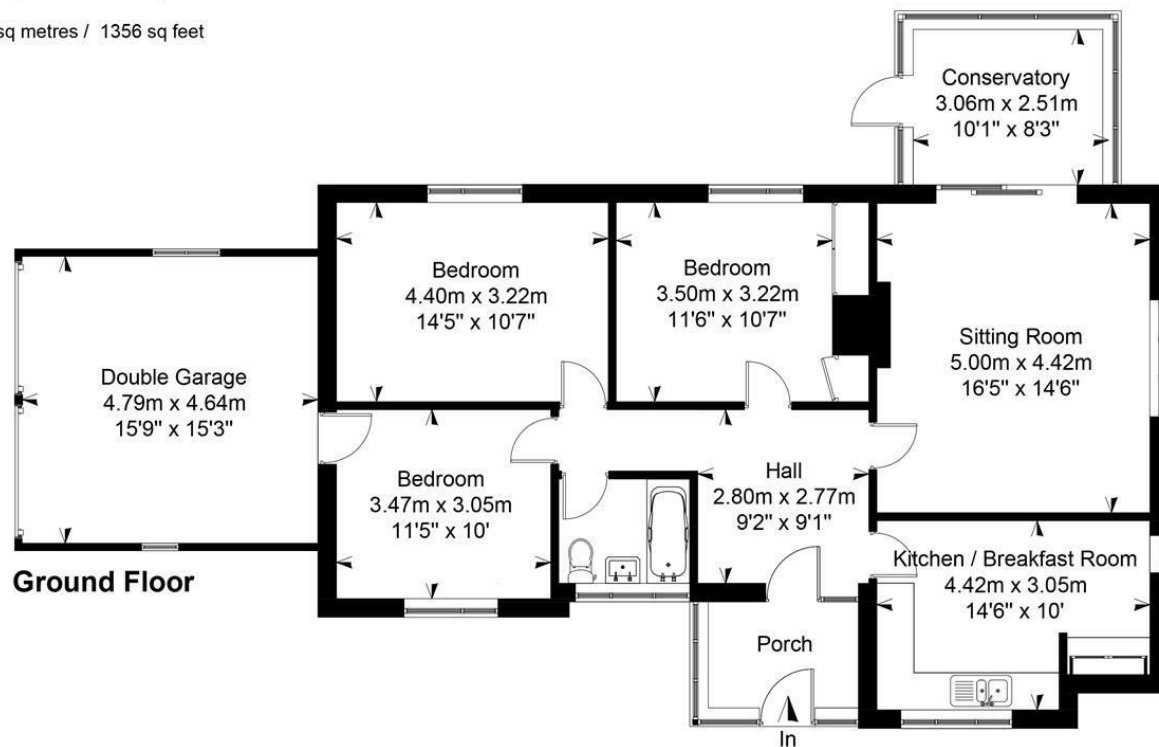 sq metres / 1356 sq feet
Conservatory
3.06m x 2.51m
10'1" x 8'3"
Bedroom
4.40m x 3.22m
14'5" x 10'7"
Bedroom
3.50m x 3.22m
11'6" x 10'7"
Sitting Room
5.00m x 4.42m
16'5" x 14'6"
Double Garage
4.79m x 4.64m
15'9" x 15'3"
Bedroom
3.47m x 3.05m
11'5" x 10'
Hall
2.80m x 2.77m
9'2" x 9'1"
Kitchen / Breakfast Room
4.42m x 3.05m
14'6" x 10'
Ground Floor
Porch
In